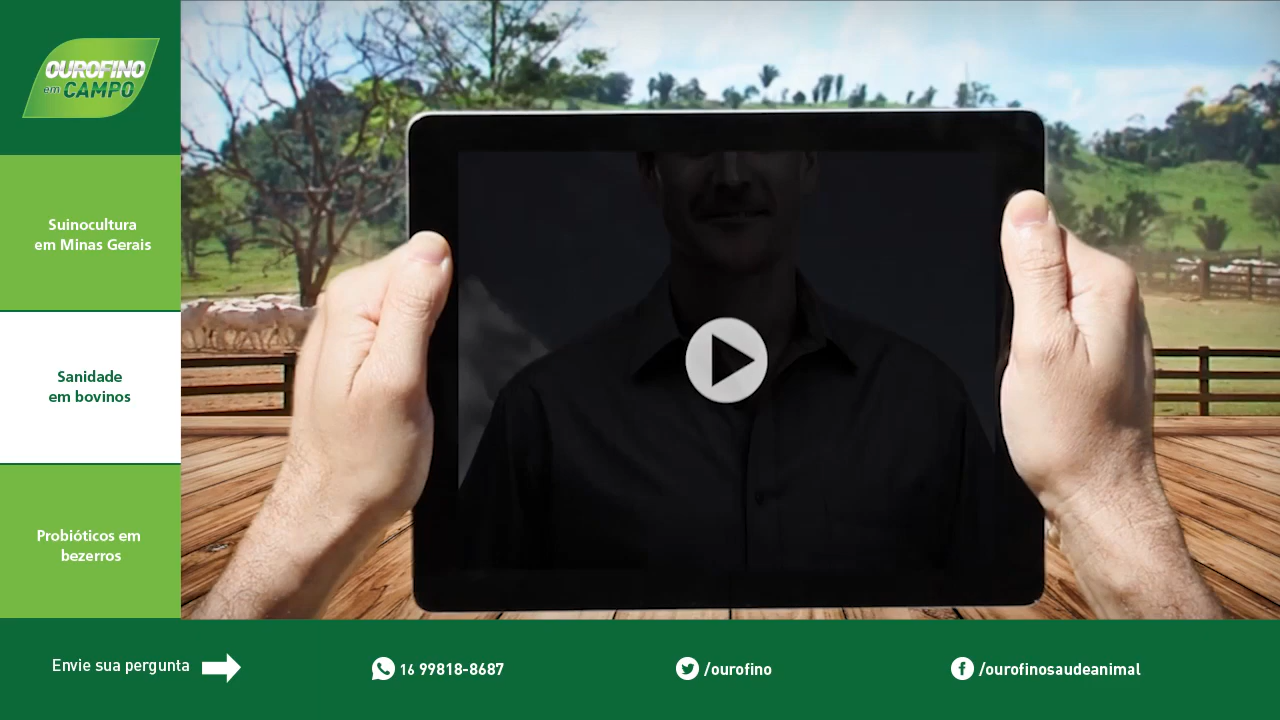 OUROFINO
em CAMPO
Suinocultura
em Minas Gerais
Sanidade
em bovinos
Probióticos em
bezerros
Envie sua pergunta
16 99818-8687
/ourofino
/ourofinosaudeanimal